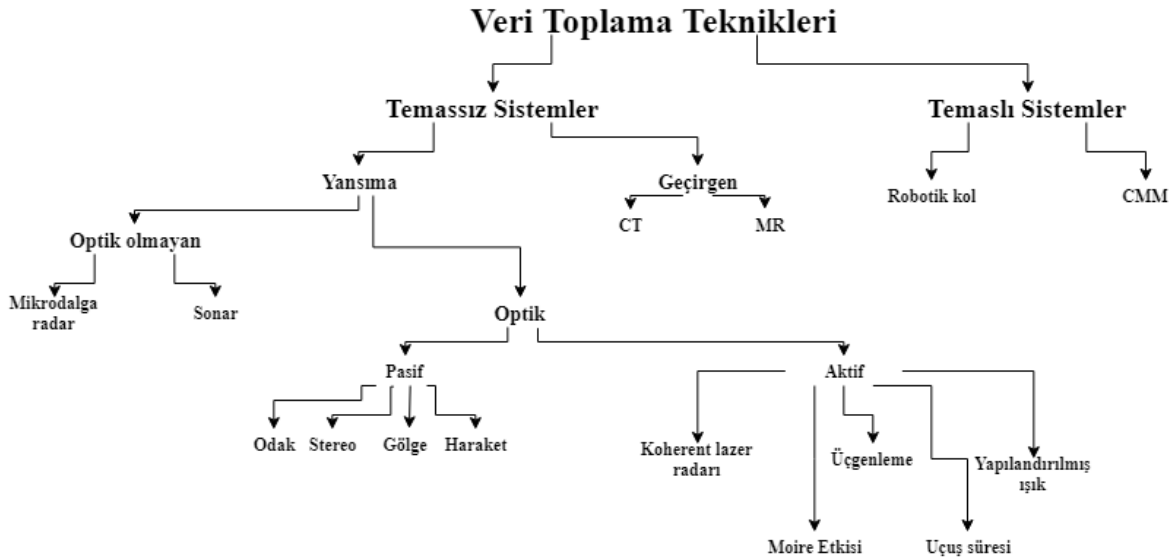 Veri Toplama Teknikleri
Temassız Sistemler
Temaslı Sistemler
Yansıma
Geçirgen
Robotik kol
CMM
CT
MR
Optik olmayan
Mikrodalga
radar
Sonar
Optik
Pasif
Aktif
Odak
Stereo
Gölge
Haraket
Koherent lazer
radarı
Üçgenleme
Yapılandırılmış
ışık
Moire Etkisi
Uçuş süresi